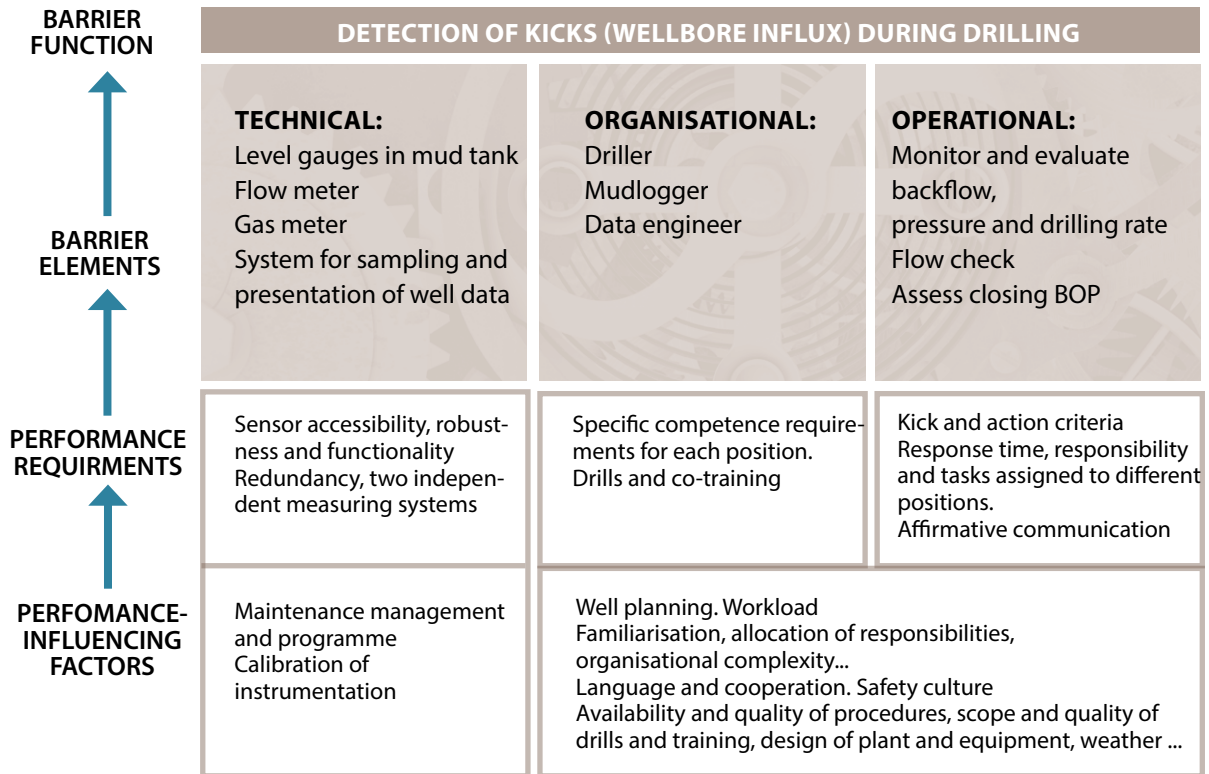 BARRIER
FUNCTION
DETECTION OF KICKS (WELLBORE INFLUX) DURING DRILLING
BARRIER
ELEMENTS
TECHNICAL:
Level gauges in mud tank
Flow meter
Gas meter
System for sampling and
presentation of well data
ORGANISATIONAL:
Driller
Mudlogger
Data engineer
OPERATIONAL:
Monitor and evaluate
backflow,
pressure and drilling rate
Flow check
Assess closing BOP
PERFORMANCE
REQUIRMENTS
Sensor accessibility, robust-
ness and functionality
Redundancy, two indepen-
dent measuring systems
Specific competence require-
ments for each position.
Drills and co-training
Kick and action criteria
Response time, responsibility
and tasks assigned to different
positions.
Affirmative communication
PERFOMANCE-
INFLUENCING
FACTORS
Maintenance management
and programme
Calibration of
instrumentation
Well planning. Workload
Familiarisation, allocation of responsibilities,
organisational complexity...
Language and cooperation. Safety culture
Availability and quality of procedures, scope and quality of
drills and training, design of plant and equipment, weather ...